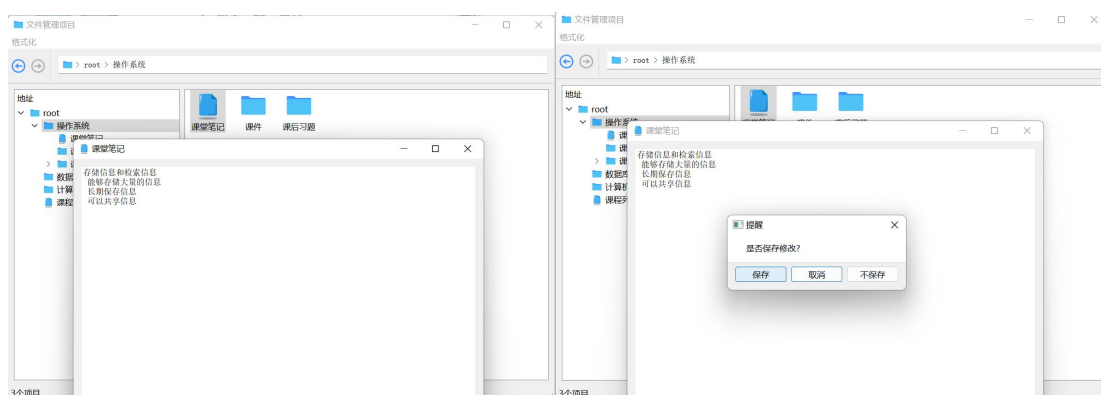 文件管理项目
格式化
> root > 操作系统
地址
root
操作系统
课堂笔记
数据
计算
课程
课堂笔记 课件 课后习题
课堂笔记
存储信息和检索信息
能够存储大量的信息
长期保存信息
可以共享信息
3个项目
文件管理项目
格式化
> root > 操作系统
地址
root
操作系
课
课
课
数据库
计算机
课程列
课堂笔记
存储信息和检索信息
能够存储大量的信息
长期保存信息
可以共享信息
提醒
是否保存修改?
保存 取消 不保存
3个项目